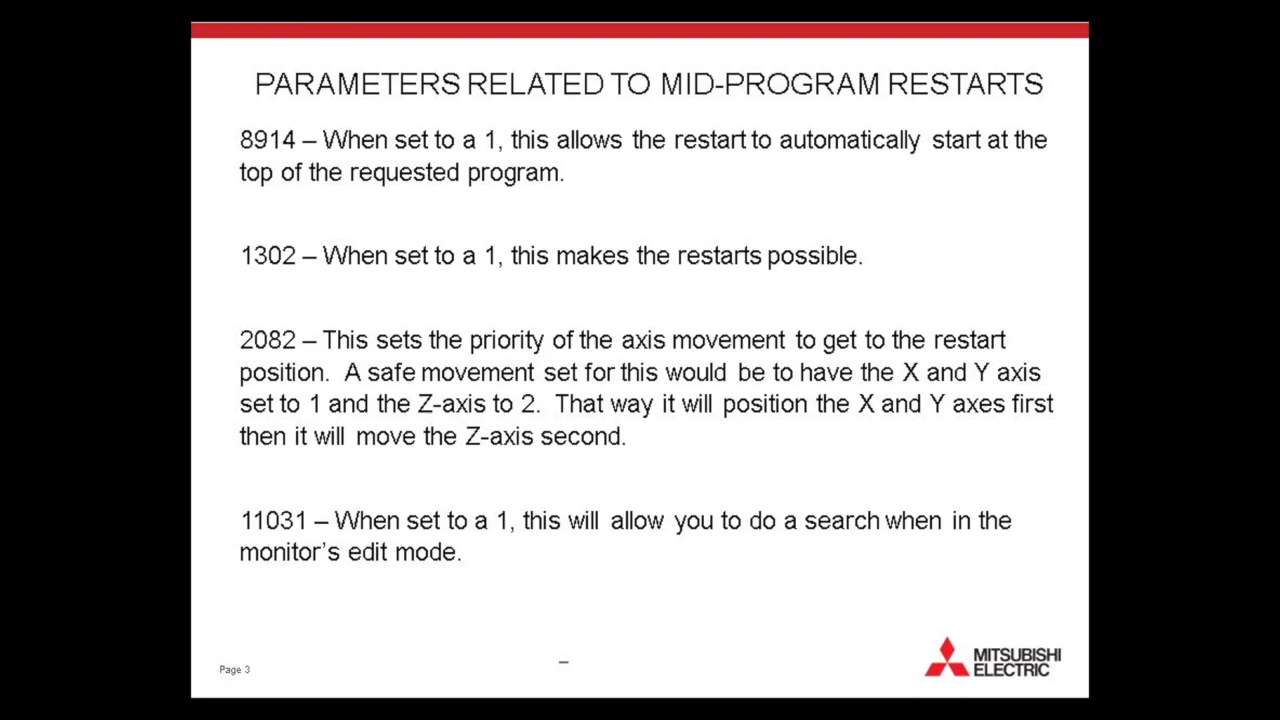 PARAMETERS RELATED TO MID-PROGRAM RESTARTS
8914 – When set to a 1, this allows the restart to automatically start at the
top of the requested program.
1302 – When set to a 1, this makes the restarts possible.
2082 – This sets the priority of the axis movement to get to the restart
position. A safe movement set for this would be to have the X and Y axis
set to 1 and the Z-axis to 2. That way it will position the X and Y axes first
then it will move the Z-axis second.
11031 – When set to a 1, this will allow you to do a search when in the
monitor's edit mode.
Page 3
–
MITSUBISHI
ELECTRIC